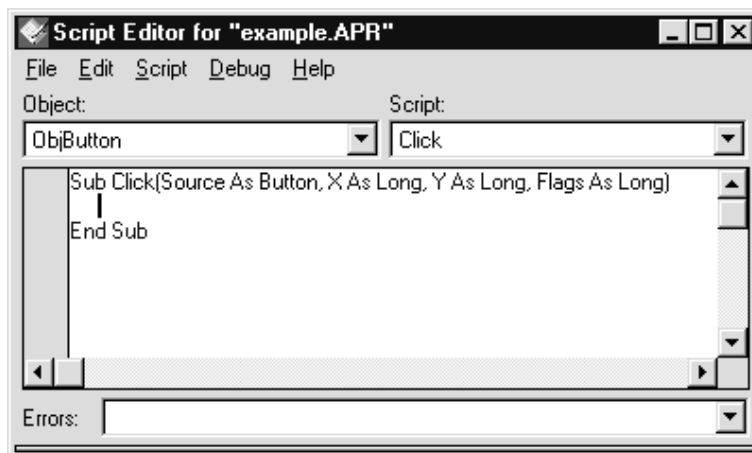 Script Editor for "example.APR"
File Edit Script Debug Help
Object: Script:
ObjButton Click
Sub Click(Source As Button, X As Long, Y As Long, Flags As Long)
End Sub
Errors: